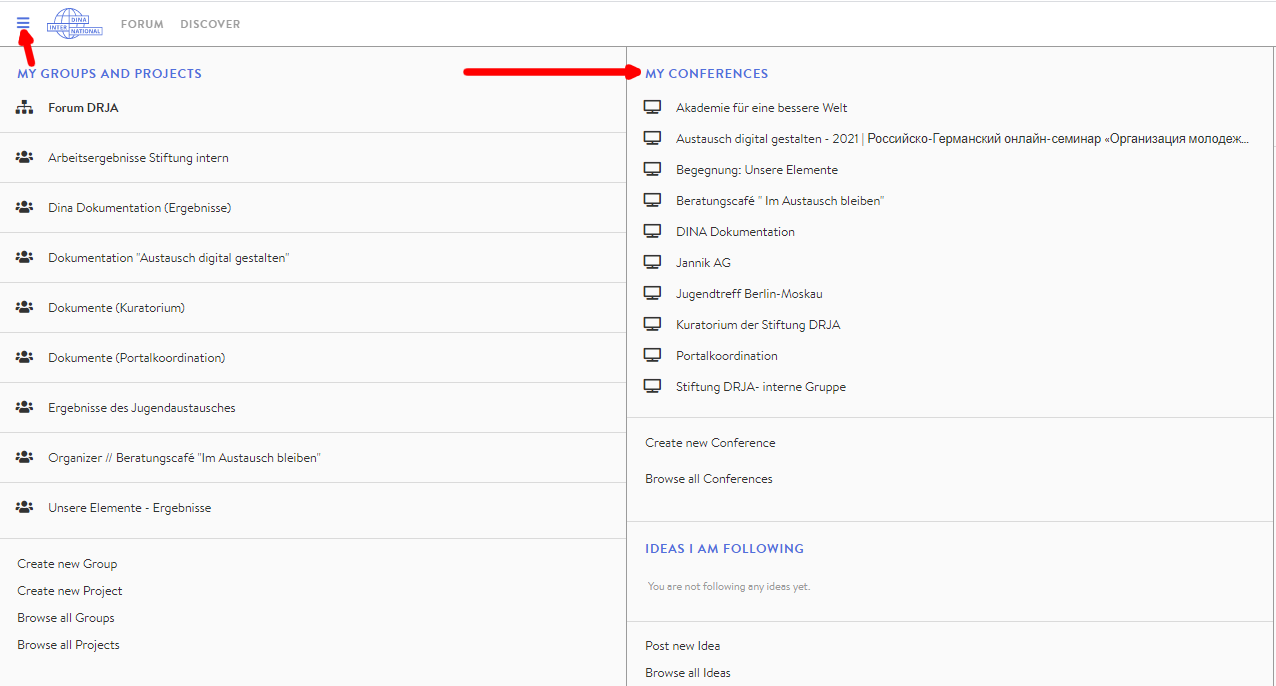 DINA
INTER NATIONAL
FORUM
DISCOVER
MY GROUPS AND PROJECTS
Forum DRJA
Arbeitsergebnisse Stiftung intern
Dina Dokumentation (Ergebnisse)
Dokumentation "Austausch digital gestalten"
Dokumente (Kuratorium)
Dokumente (Portalkoordination)
Ergebnisse des Jugendaustausches
Organizer // Beratungscafé "Im Austausch bleiben"
Unsere Elemente - Ergebnisse
Create new Group
Create new Project
Browse all Groups
Browse all Projects
MY CONFERENCES
Akademie für eine bessere Welt
Austausch digital gestalten - 2021 | Российско-Германский онлайн-семинар «Организация молодеж...
Begegnung: Unsere Elemente
Beratungscafé " Im Austausch bleiben"
DINA Dokumentation
Jannik AG
Jugendtreff Berlin-Moskau
Kuratorium der Stiftung DRJA
Portalkoordination
Stiftung DRJA- interne Gruppe
Create new Conference
Browse all Conferences
IDEAS I AM FOLLOWING
You are not following any ideas yet.
Post new Idea
Browse all Ideas